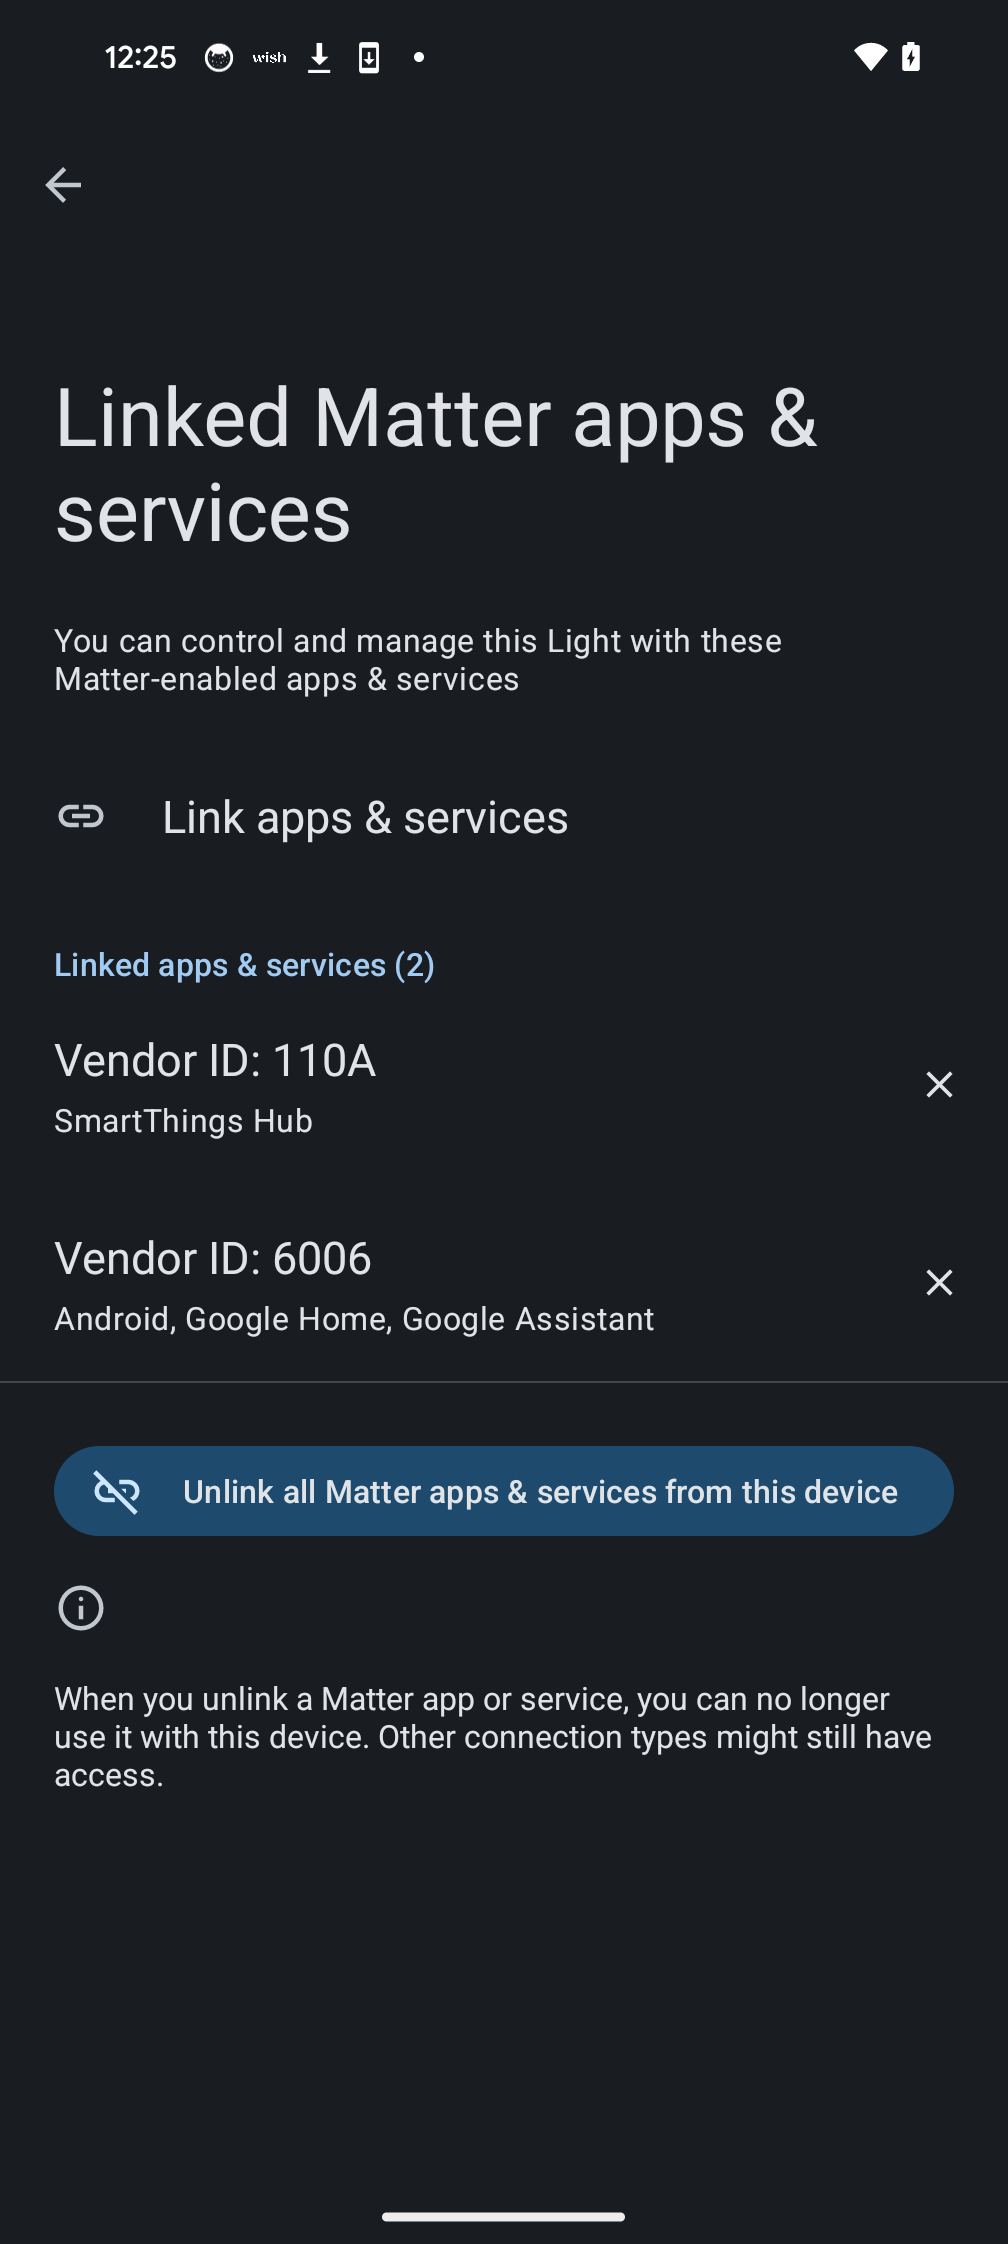 12:25 wish
Linked Matter apps &
services
You can control and manage this Light with these
Matter-enabled apps & services
Link apps & services
Linked apps & services (2)
Vendor ID: 110A
SmartThings Hub
Vendor ID: 6006
Android, Google Home, Google Assistant
Unlink all Matter apps & services from this device
When you unlink a Matter app or service, you can no longer
use it with this device. Other connection types might still have
access.